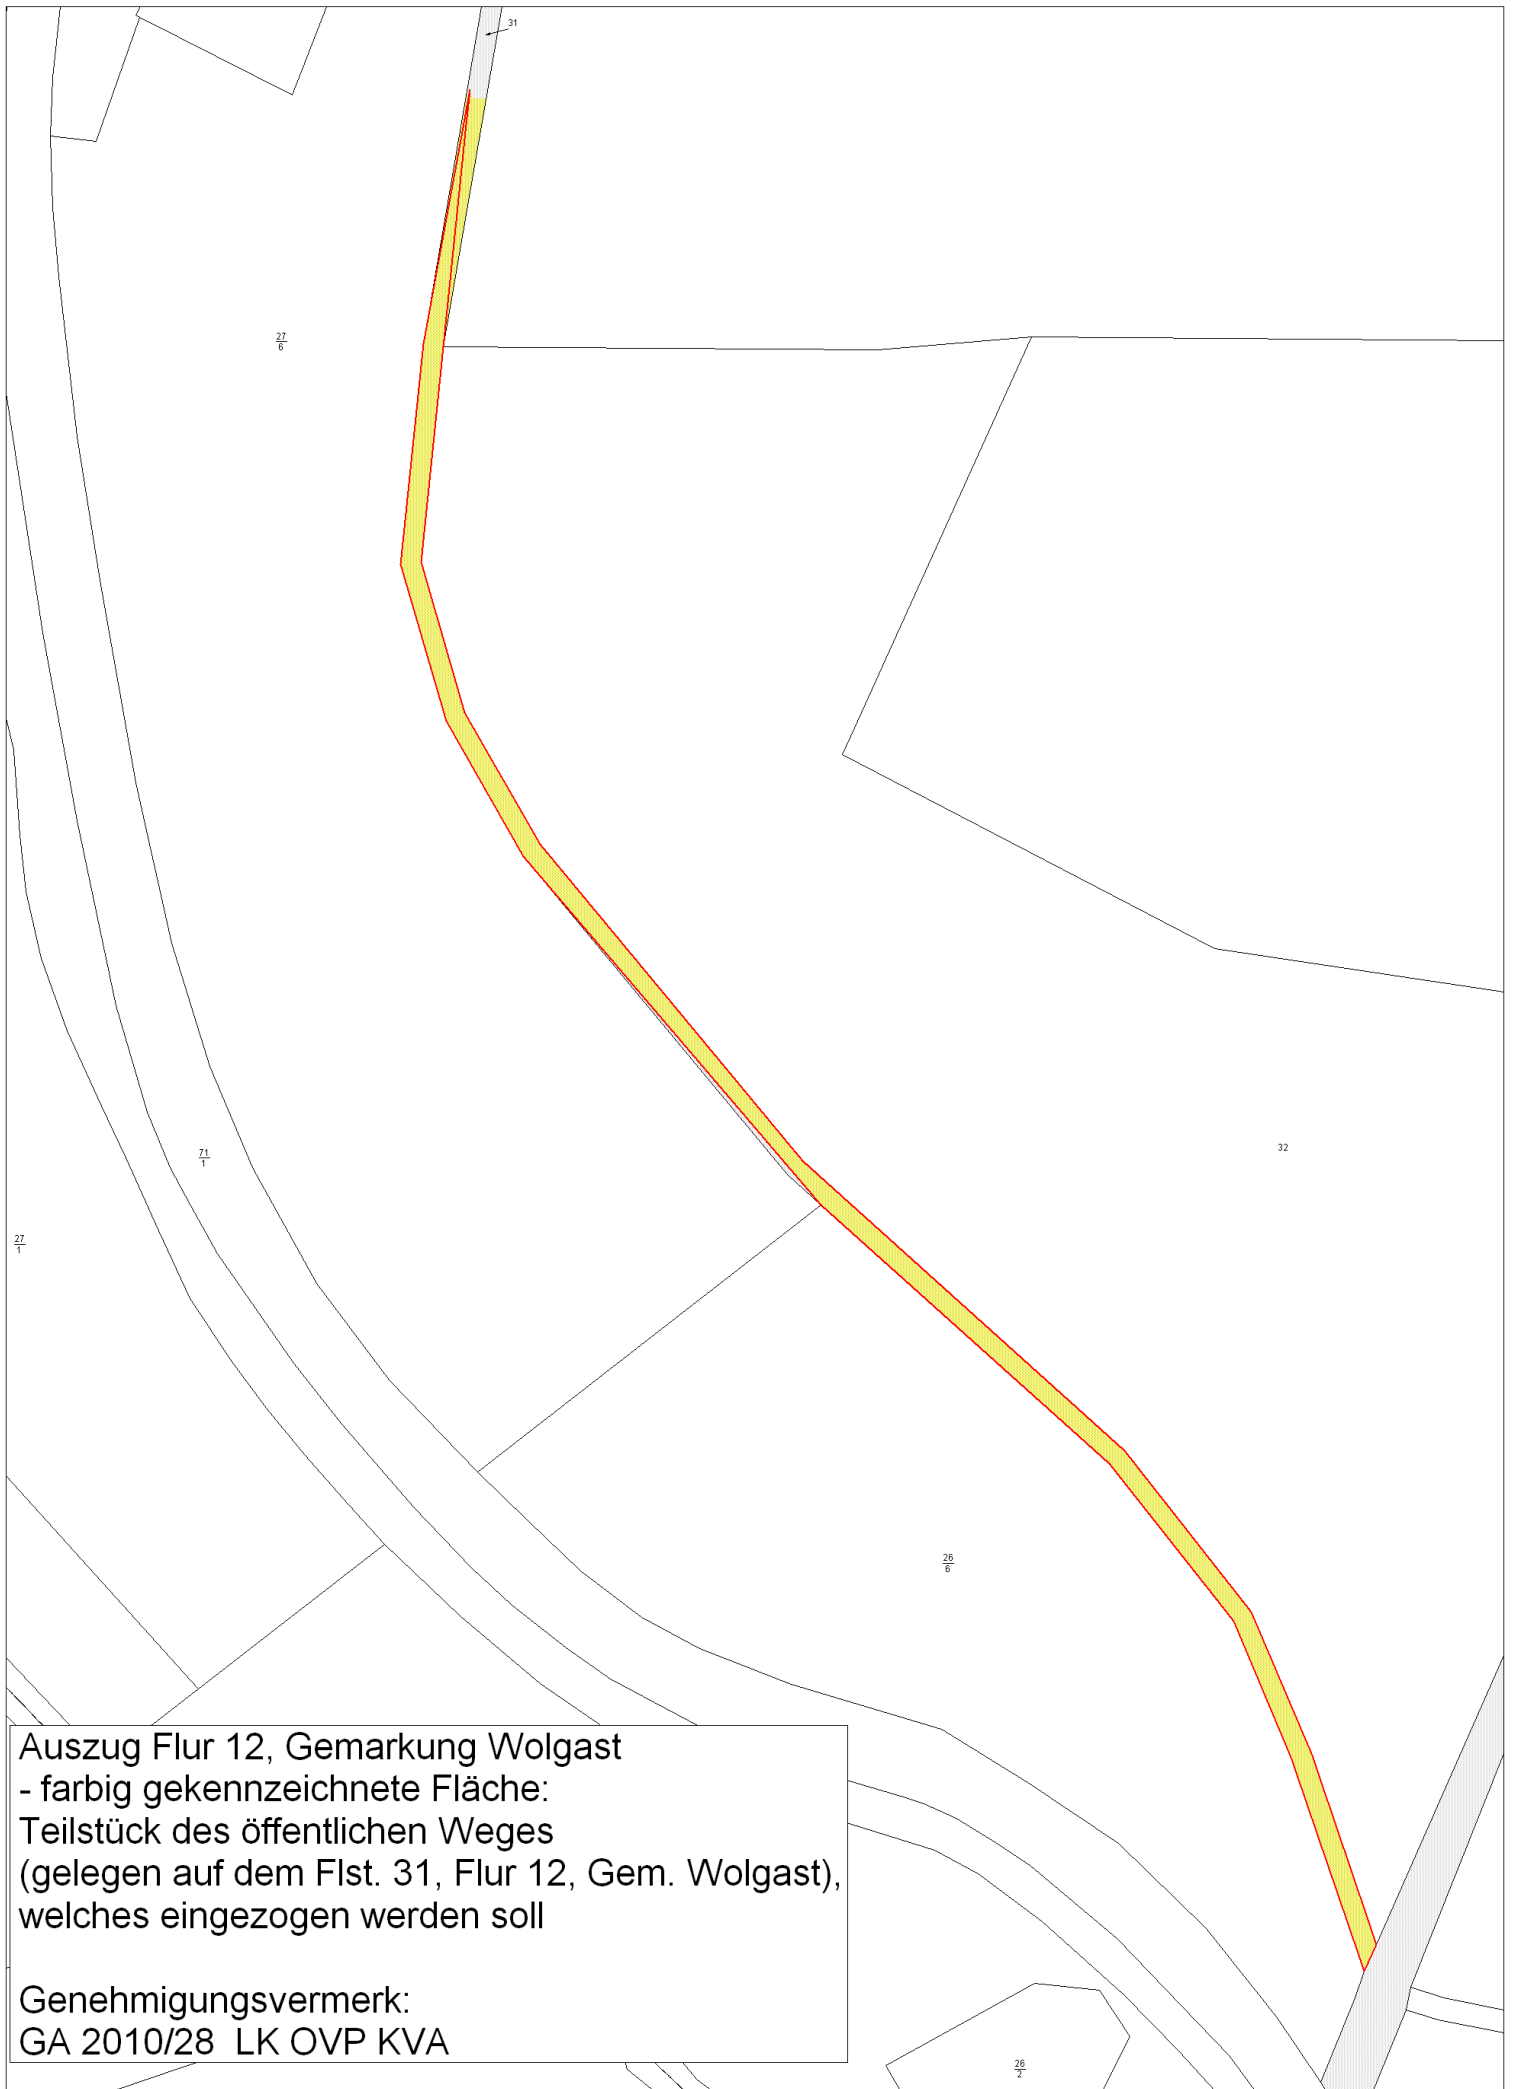 31
27
6
71
1
32
27
1
26
6
Auszug Flur 12, Gemarkung Wolgast
- farbig gekennzeichnete Fläche:
Teilstück des öffentlichen Weges
(gelegen auf dem Flst. 31, Flur 12, Gem. Wolgast),
welches eingezogen werden soll
Genehmigungsvermerk:
GA 2010/28 LK OVP KVA
26
2